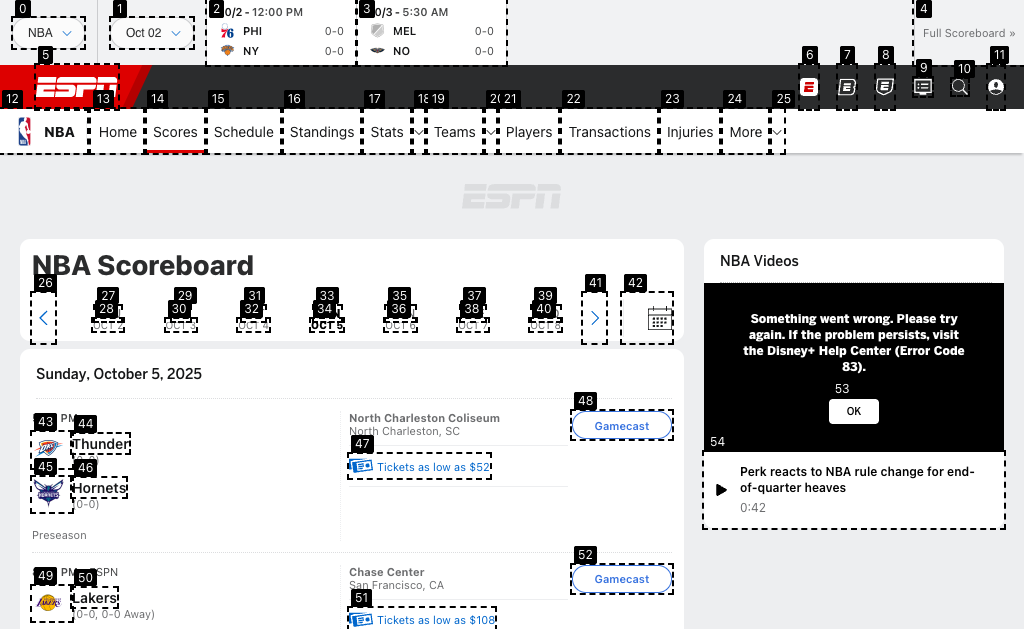 NBA
Oct 02
0/2 - 12:00 PM
PHI 0-0
NY 0-0
0/3 - 5:30 AM
MEL 0-0
NO 0-0
Full Scoreboard »
0
1
2
3
4
5
6
7
8
9
10
11
ESPN
12
13
14
15
16
17
18
19
20
21
22
23
24
25
NBA
Home
Scores
Schedule
Standings
Stats
Teams
Players
Transactions
Injuries
More
ESPN
NBA Scoreboard
26
27
28
29
30
31
32
33
34
35
36
37
38
39
40
41
42
OCT 2
OCT 3
OCT 4
OCT 5
OCT 6
OCT 7
OCT 8
Sunday, October 5, 2025
43
PM
44
Thunder
45
46
Hornets
(0-0)
Preseason
North Charleston Coliseum
North Charleston, SC
47
Tickets as low as $52
48
Gamecast
49
PM
ESPN
50
Lakers
(0-0, 0-0 Away)
Chase Center
San Francisco, CA
51
Tickets as low as $108
52
Gamecast
NBA Videos
Something went wrong. Please try
again. If the problem persists, visit
the Disney+ Help Center (Error Code
83).
53
OK
54
Perk reacts to NBA rule change for end-
of-quarter heaves
0:42